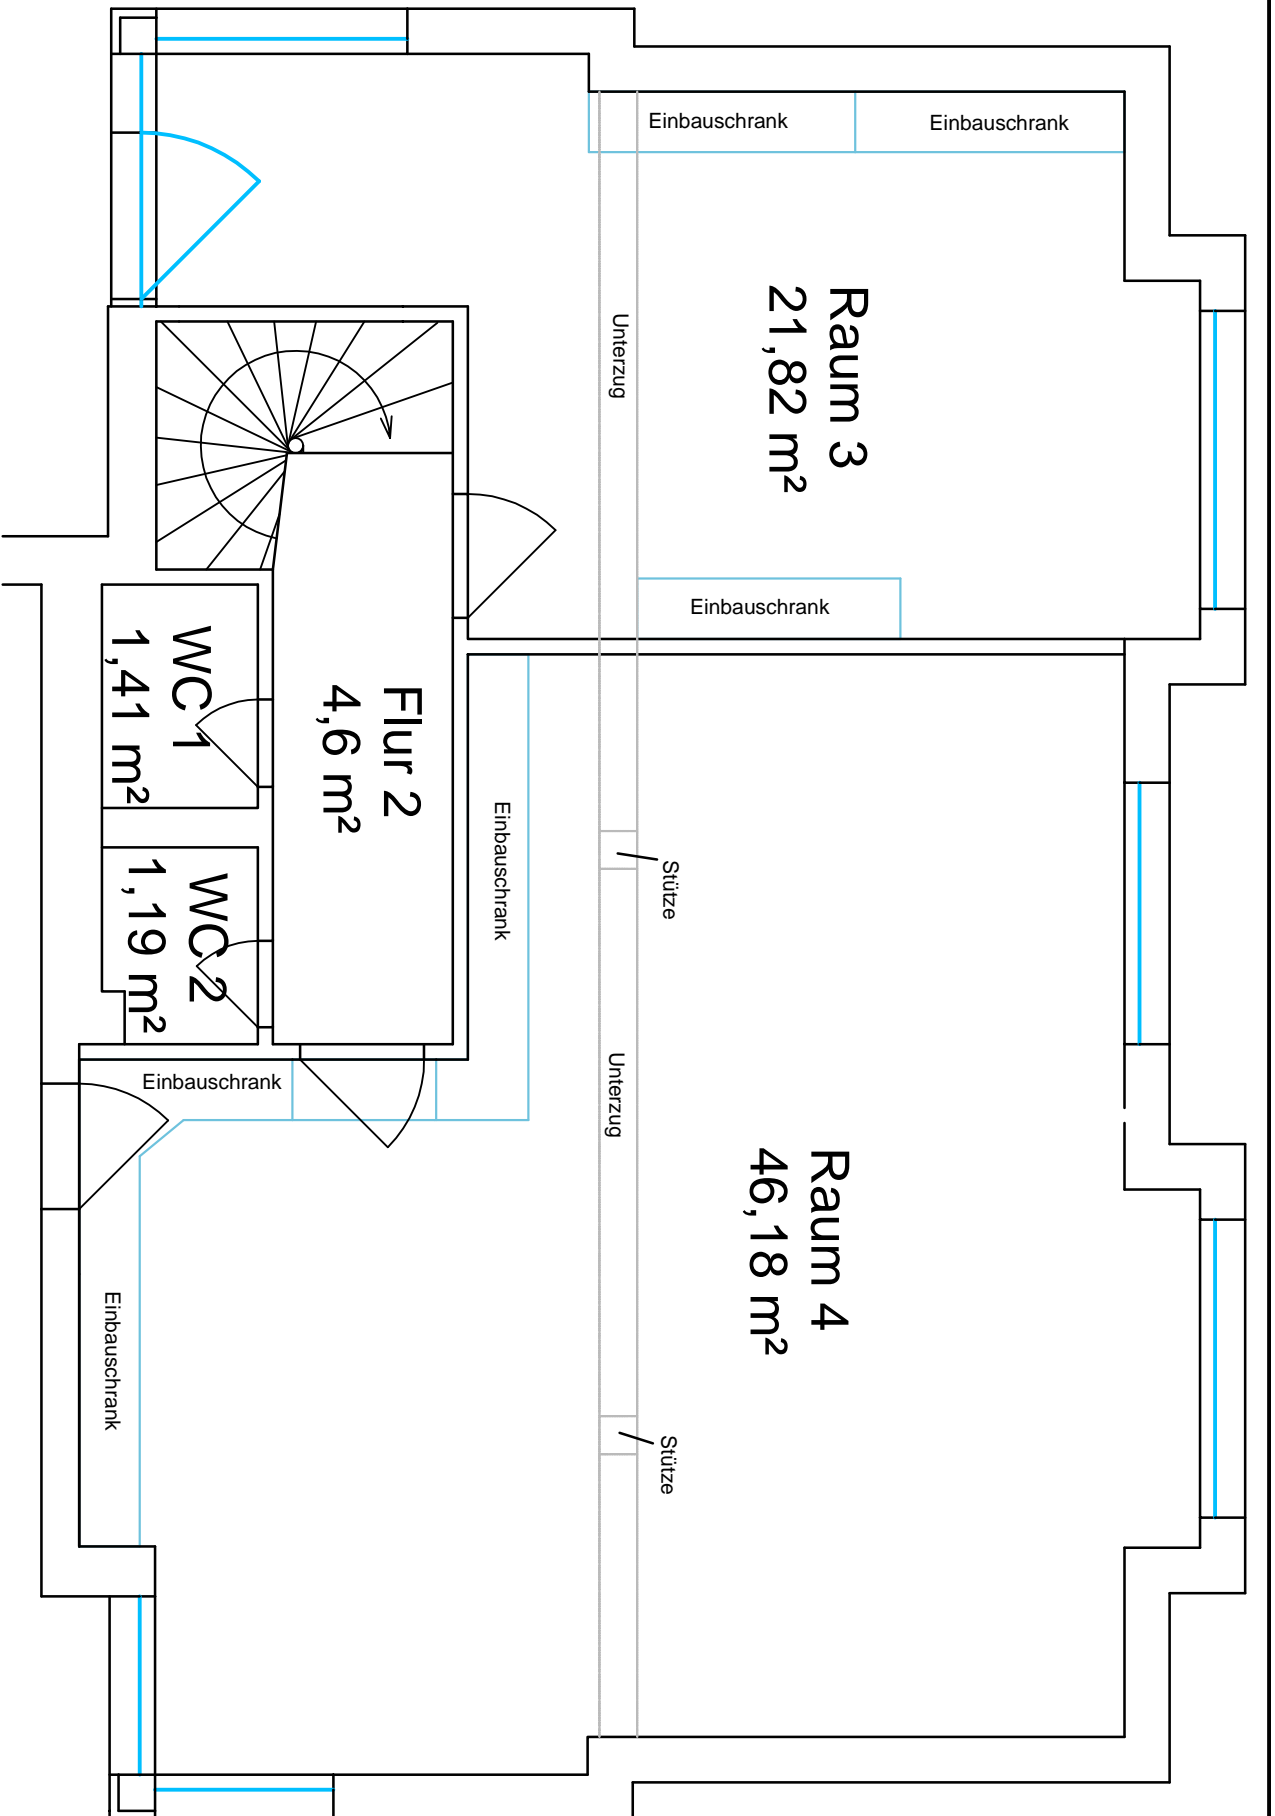 Einbauschrank
Einbauschrank
Raum 3
21,82 m²
Unterzug
Einbauschrank
WC 1
1,41 m²
Flur 2
4,6 m²
Einbauschrank
Stütze
WC 2
1,19 m²
Einbauschrank
Unterzug
Raum 4
46,18 m²
Einbauschrank
Stütze